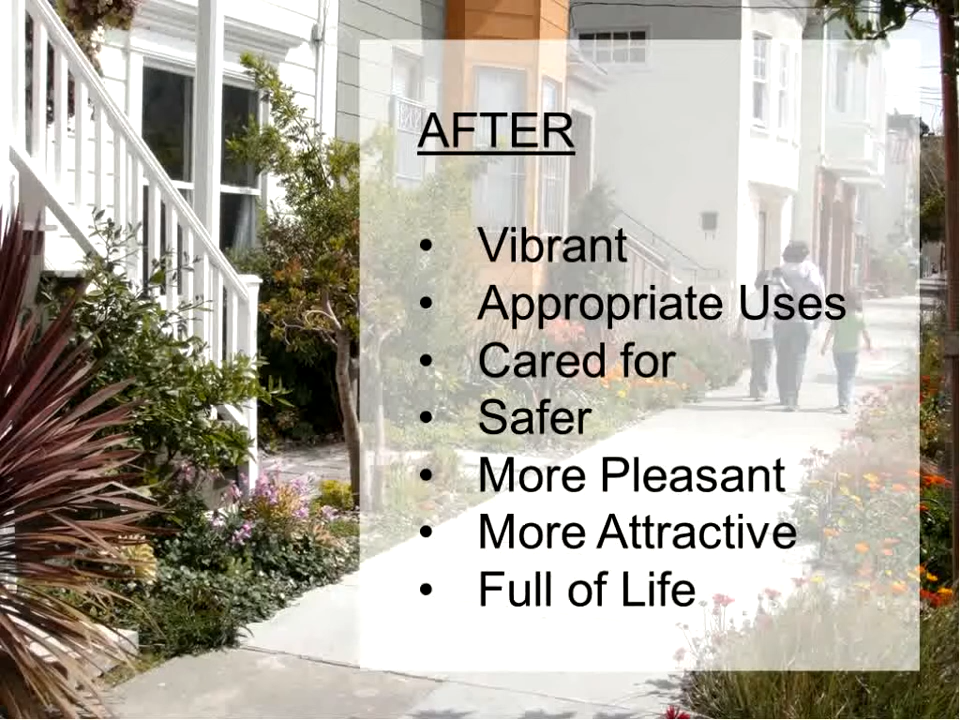 AFTER
• Vibrant
• Appropriate Uses
• Cared for
• Safer
• More Pleasant
• More Attractive
• Full of Life